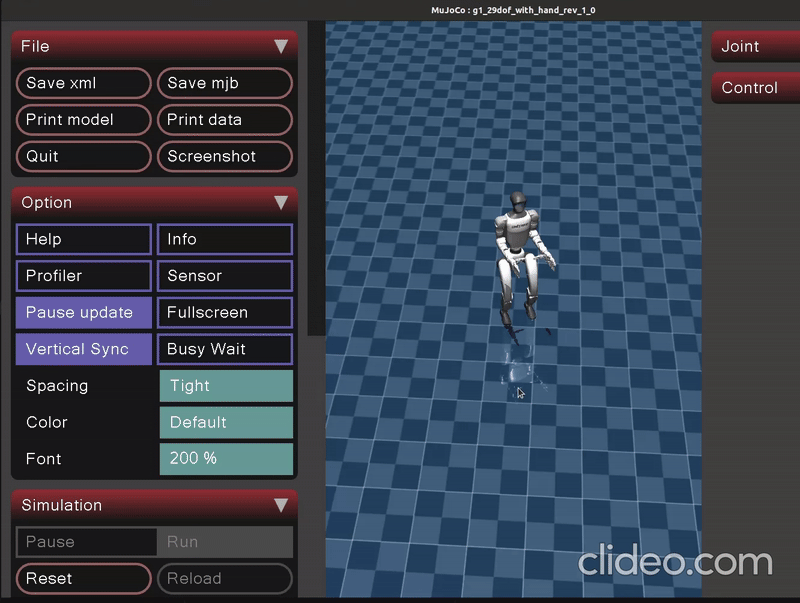 MuJoCo : g1_29dof_with_hand_rev_1_0
File
Save xml
Save mjb
Print model
Print data
Quit
Screenshot
Option
Help
Info
Profiler
Sensor
Pause update
Fullscreen
Vertical Sync
Busy Wait
Spacing
Tight
Color
Default
Font
200 %
Simulation
Pause
Run
Reset
Reload
Joint
Control
clideo.com